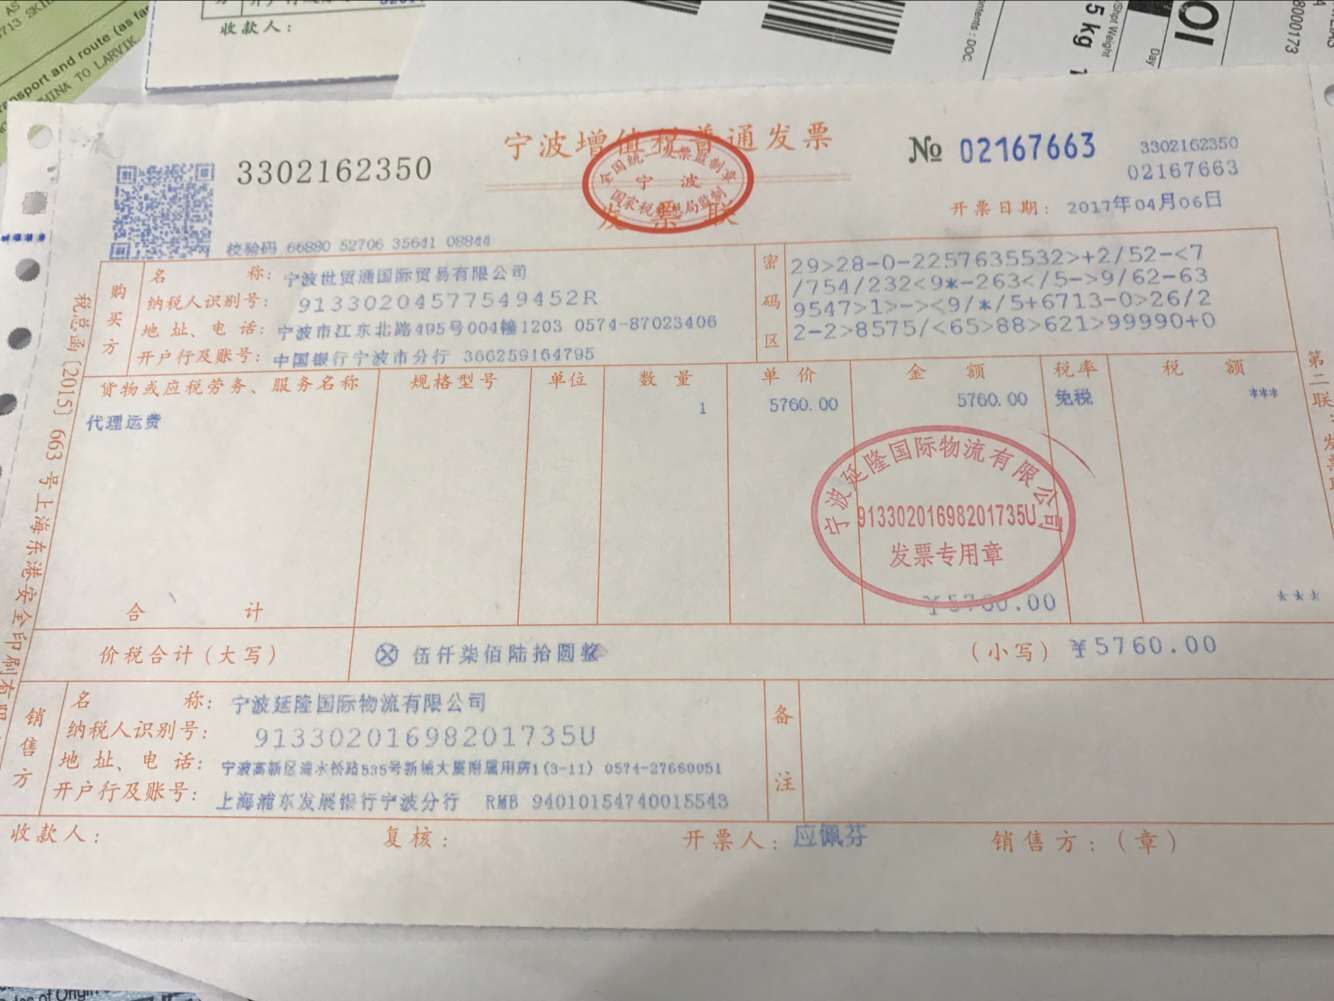 收款人:
ransport and route (as fa
HINA TO LARVIK
ments : DOC
5 kg
Weight
Day
8000173
宁波增值税普通发票
发票联
全国统一发票监制章
宁波
国家税务总局监制
3302162350
№ 02167663
3302162350
02167663
开票日期: 2017年04月06日
校验码 66880 52706 35641 08844
购买方
名称: 宁波世贸通国际贸易有限公司
纳税人识别号: 91330204577549452R
地址、电话: 宁波市江东北路495号004幢1203 0574-87023406
开户行及账号: 中国银行宁波市分行 366259164795
密码区
29>28-0-2257635532>+2/52-<7
/754/232<9*-263</5->9/62-63
9547>1>-><9/*/5+6713-0>26/2
2-2>8575/<65>88>621>99990+0
货物或应税劳务、服务名称 规格型号 单位 数量 单价 金额 税率 税额
代理运费 1 5760.00 5760.00 免税 ***
宁波延隆国际物流有限公司
91330201698201735U
发票专用章
合计 ¥5760.00 ***
价税合计(大写) ⊗ 伍仟柒佰陆拾圆整 (小写) ¥5760.00
销售方
名称: 宁波延隆国际物流有限公司
纳税人识别号: 91330201698201735U
地址、电话: 宁波高新区清水桥路535号新城大厦附属用房1(3-11) 0574-27660051
开户行及账号: 上海浦东发展银行宁波分行 RMB 94010154740015543
备注
收款人: 复核: 开票人: 应佩芬 销售方:(章)
税总函〔2015〕663号上海东港安全印刷有限
第二联:发票
des of Origin